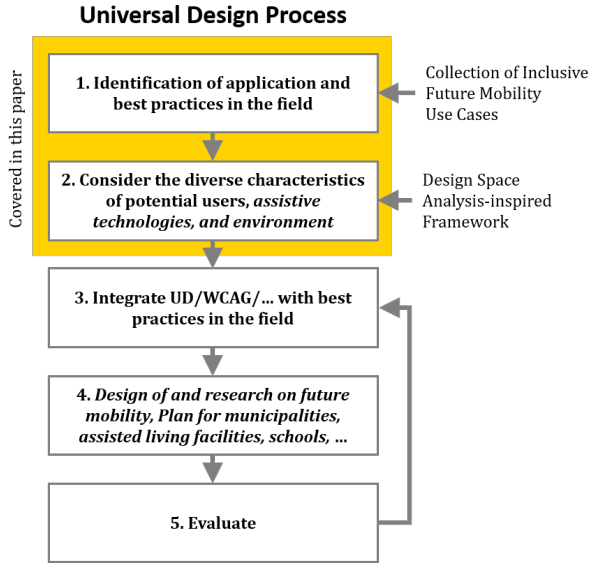 Universal Design Process
Covered in this paper
1. Identification of application and
best practices in the field
Collection of Inclusive
Future Mobility
Use Cases
2. Consider the diverse characteristics
of potential users, assistive
technologies, and environment
Design Space
Analysis-inspired
Framework
3. Integrate UD/WCAG/... with best
practices in the field
4. Design of and research on future
mobility, Plan for municipalities,
assisted living facilities, schools, ...
5. Evaluate